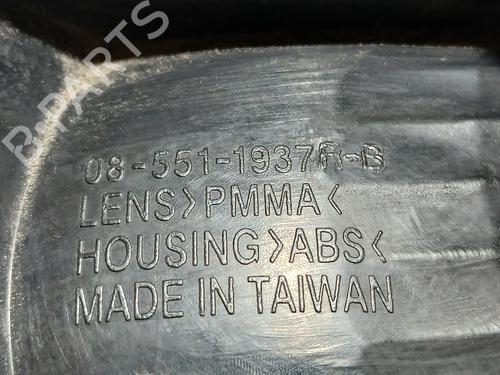 B-PARTS
08-551-1937R-B
LENS>PMMA<
HOUSING>ABS<
MADE IN TAIWAN